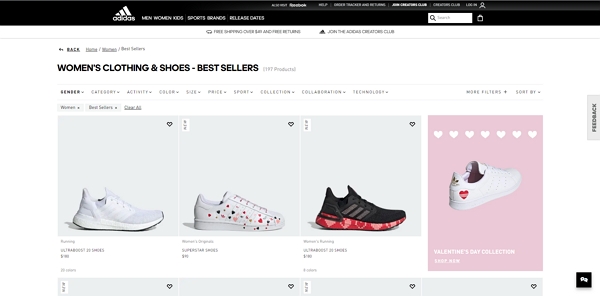 ALSO VISIT Reebok
HELP
ORDER TRACKER AND RETURNS
JOIN CREATORS CLUB
CREATORS CLUB
LOG IN
adidas
MEN WOMEN KIDS SPORTS BRANDS RELEASE DATES
Search
FREE SHIPPING OVER $49 AND FREE RETURNS
JOIN THE ADIDAS CREATORS CLUB
BACK Home / Women / Best Sellers
WOMEN'S CLOTHING & SHOES - BEST SELLERS (197 Products)
GENDER CATEGORY ACTIVITY COLOR SIZE PRICE SPORT COLLECTION COLLABORATION TECHNOLOGY MORE FILTERS SORT BY
Women × Best Sellers × Clear All
FEEDBACK
NEW
NEW
Running
ULTRABOOST 20 SHOES
$180
20 colors
Women's Originals
SUPERSTAR SHOES
Women's Running
ULTRABOOST 20 SHOES
$180
VALENTINE'S DAY COLLECTION
SHOP NOW
NEW
NEW